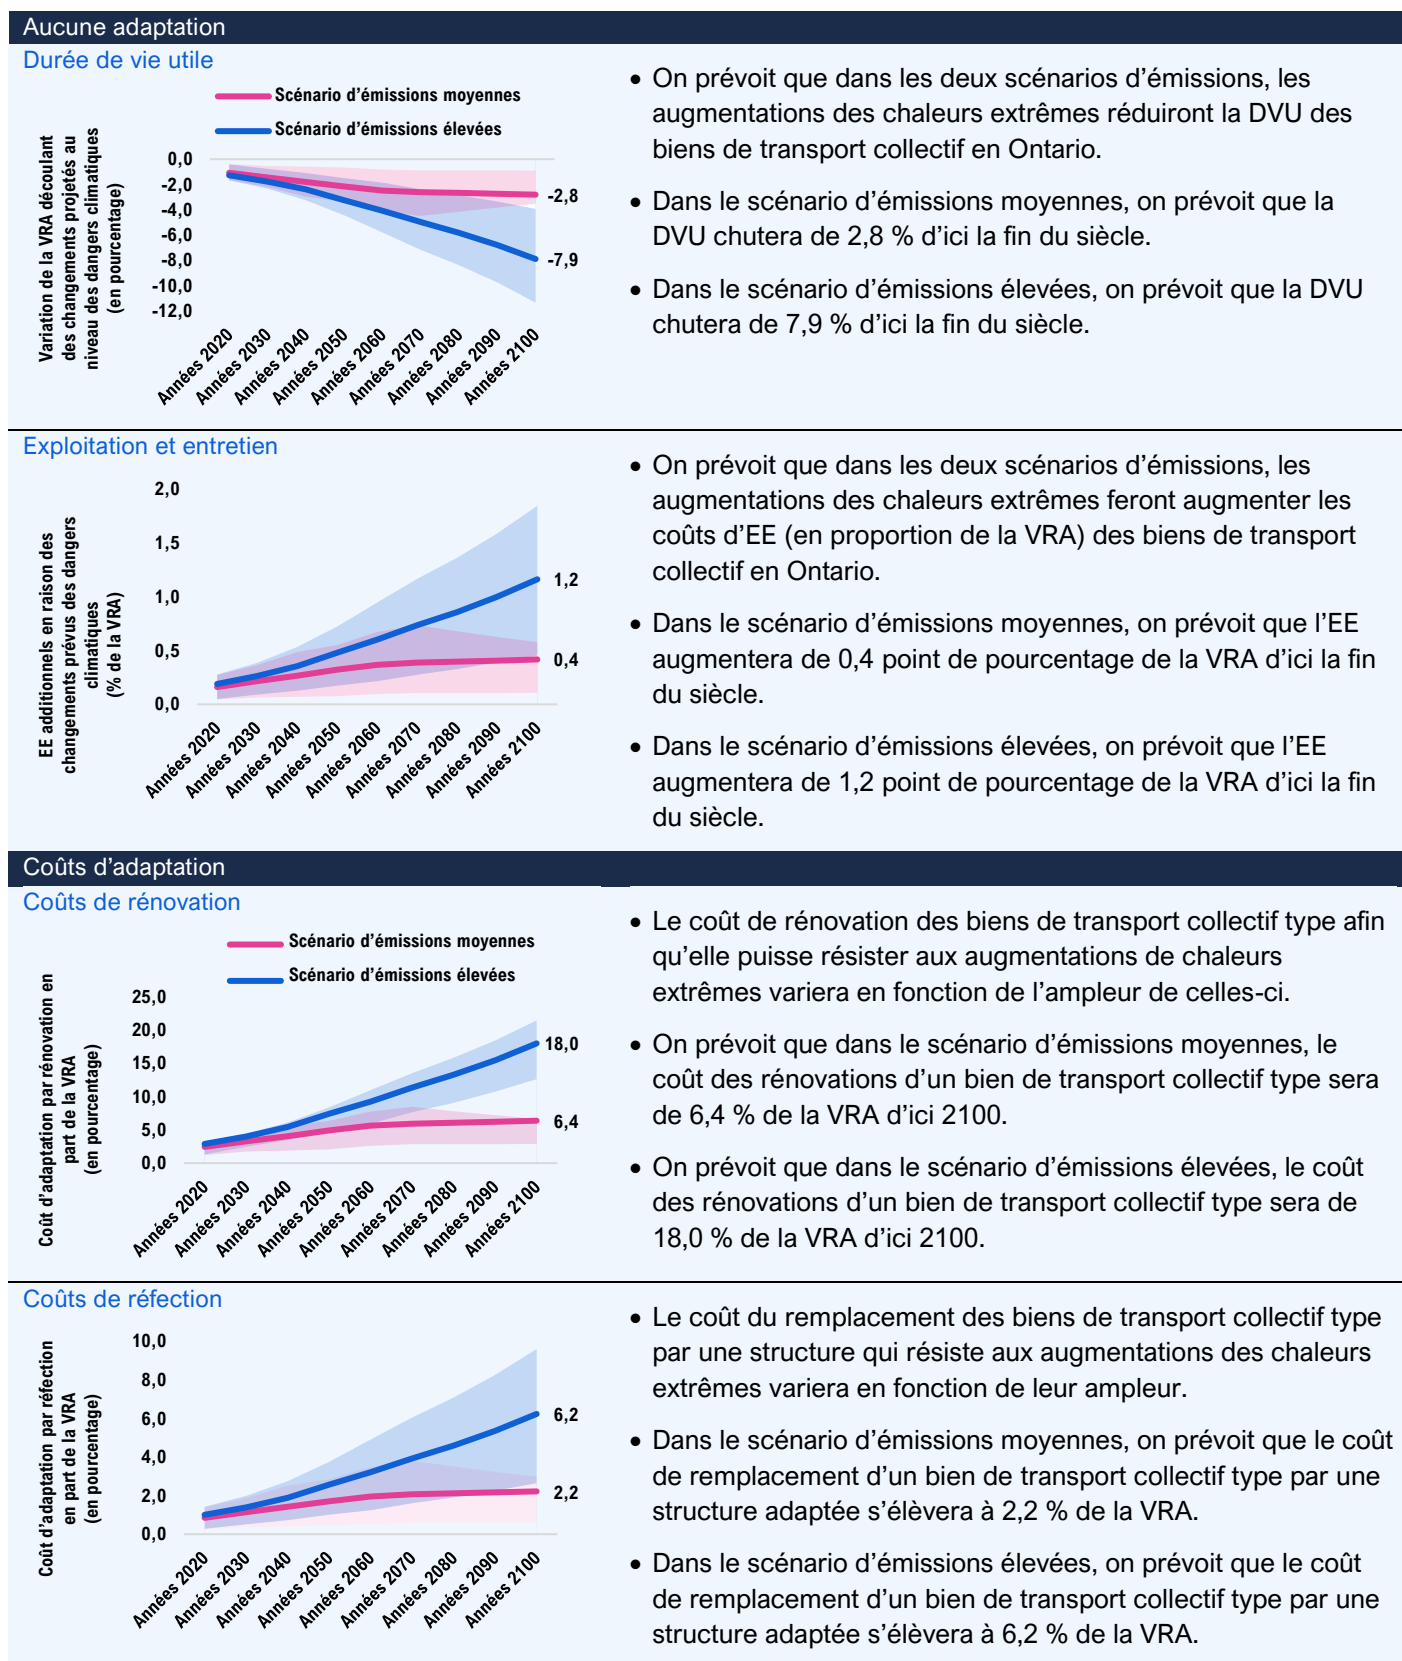 Aucune adaptation
Durée de vie utile
Scénario d'émissions moyennes
Scénario d'émissions élevées
Variation de la VRA découlant
des changements projetés au
niveau des dangers climatiques
(en pourcentage)
0,0
-2,0
-4,0
-6,0
-8,0
-10,0
-12,0
-2,8
-7,9
Années 2020
Années 2030
Années 2040
Années 2050
Années 2060
Années 2070
Années 2080
Années 2090
Années 2100
• On prévoit que dans les deux scénarios d'émissions, les
augmentations des chaleurs extrêmes réduiront la DVU des
biens de transport collectif en Ontario.
• Dans le scénario d'émissions moyennes, on prévoit que la
DVU chutera de 2,8 % d'ici la fin du siècle.
• Dans le scénario d'émissions élevées, on prévoit que la DVU
chutera de 7,9 % d'ici la fin du siècle.
Exploitation et entretien
EE additionnels en raison des
changements prévus des dangers
climatiques
(% de la VRA)
2,0
1,5
1,0
0,5
0,0
1,2
0,4
Années 2020
Années 2030
Années 2040
Années 2050
Années 2060
Années 2070
Années 2080
Années 2090
Années 2100
• On prévoit que dans les deux scénarios d'émissions, les
augmentations des chaleurs extrêmes feront augmenter les
coûts d'EE (en proportion de la VRA) des biens de transport
collectif en Ontario.
• Dans le scénario d'émissions moyennes, on prévoit que l'EE
augmentera de 0,4 point de pourcentage de la VRA d'ici la fin
du siècle.
• Dans le scénario d'émissions élevées, on prévoit que l'EE
augmentera de 1,2 point de pourcentage de la VRA d'ici la fin
du siècle.
Coûts d'adaptation
Coûts de rénovation
Scénario d'émissions moyennes
Scénario d'émissions élevées
Coût d'adaptation par rénovation en
part de la VRA
(en pourcentage)
25,0
20,0
15,0
10,0
5,0
0,0
18,0
6,4
Années 2020
Années 2030
Années 2040
Années 2050
Années 2060
Années 2070
Années 2080
Années 2090
Années 2100
• Le coût de rénovation des biens de transport collectif type afin
qu'elle puisse résister aux augmentations de chaleurs
extrêmes variera en fonction de l'ampleur de celles-ci.
• On prévoit que dans le scénario d'émissions moyennes, le
coût des rénovations d'un bien de transport collectif type sera
de 6,4 % de la VRA d'ici 2100.
• On prévoit que dans le scénario d'émissions élevées, le coût
des rénovations d'un bien de transport collectif type sera de
18,0 % de la VRA d'ici 2100.
Coûts de réfection
Coût d'adaptation par réfection
en part de la VRA
(en pourcentage)
10,0
8,0
6,0
4,0
2,0
0,0
6,2
2,2
Années 2020
Années 2030
Années 2040
Années 2050
Années 2060
Années 2070
Années 2080
Années 2090
Années 2100
• Le coût du remplacement des biens de transport collectif type
par une structure qui résiste aux augmentations des chaleurs
extrêmes variera en fonction de leur ampleur.
• Dans le scénario d'émissions moyennes, on prévoit que le coût
de remplacement d'un bien de transport collectif type par une
structure adaptée s'élèvera à 2,2 % de la VRA.
• Dans le scénario d'émissions élevées, on prévoit que le coût
de remplacement d'un bien de transport collectif type par une
structure adaptée s'élèvera à 6,2 % de la VRA.